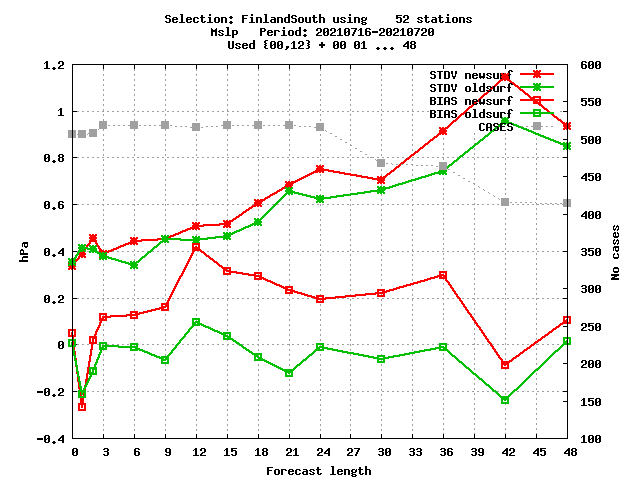 Selection: FinlandSouth using    52 stations
Mslp   Period: 20210716-20210720
Used {00,12} + 00 01 ... 48
STDV newsurf
STDV oldsurf
BIAS newsurf
BIAS oldsurf
CASES
hPa
1.2
1
0.8
0.6
0.4
0.2
0
-0.2
-0.4
600
550
500
450
400
350
300
250
200
150
100
No cases
0 3 6 9 12 15 18 21 24 27 30 33 36 39 42 45 48
Forecast length